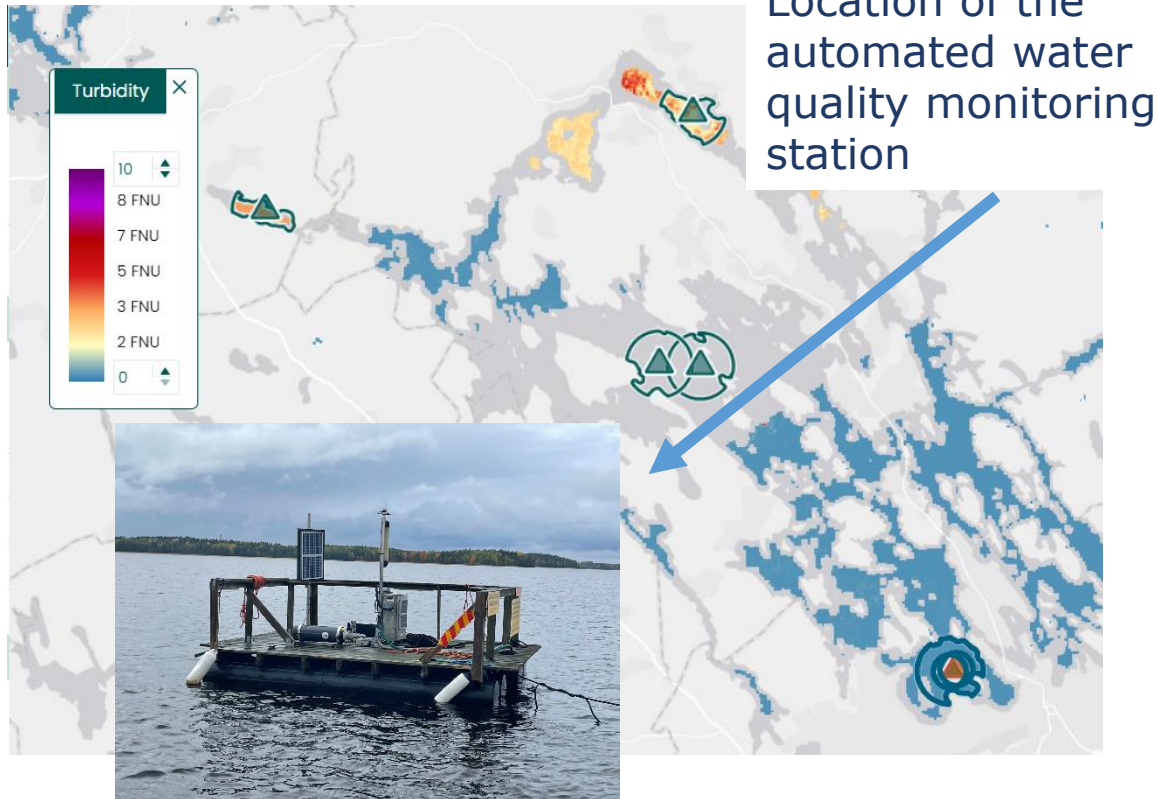 Location of the
automated water
quality monitoring
station
Turbidity
10
8 FNU
7 FNU
5 FNU
3 FNU
2 FNU
0